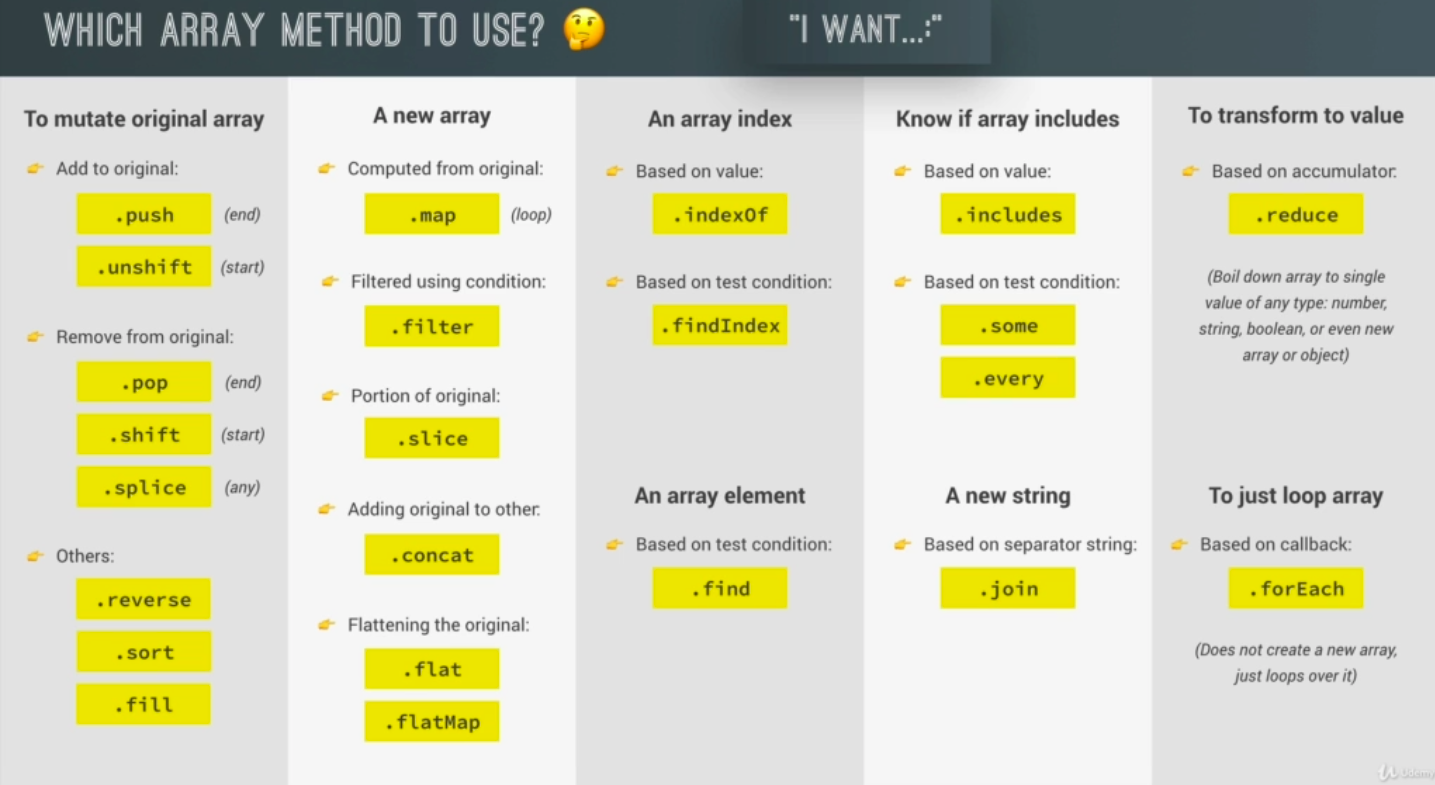 WHICH ARRAY METHOD TO USE? 🤔
"I WANT...:"
To mutate original array
👉 Add to original:
.push (end)
.unshift (start)
👉 Remove from original:
.pop (end)
.shift (start)
.splice (any)
👉 Others:
.reverse
.sort
.fill
A new array
👉 Computed from original:
.map (loop)
👉 Filtered using condition:
.filter
👉 Portion of original:
.slice
👉 Adding original to other:
.concat
👉 Flattening the original:
.flat
.flatMap
An array index
👉 Based on value:
.indexOf
👉 Based on test condition:
.findIndex
An array element
👉 Based on test condition:
.find
Know if array includes
👉 Based on value:
.includes
👉 Based on test condition:
.some
.every
A new string
👉 Based on separator string:
.join
To transform to value
👉 Based on accumulator:
.reduce
(Boil down array to single
value of any type: number,
string, boolean, or even new
array or object)
To just loop array
👉 Based on callback:
.forEach
(Does not create a new array,
just loops over it)
Udemy